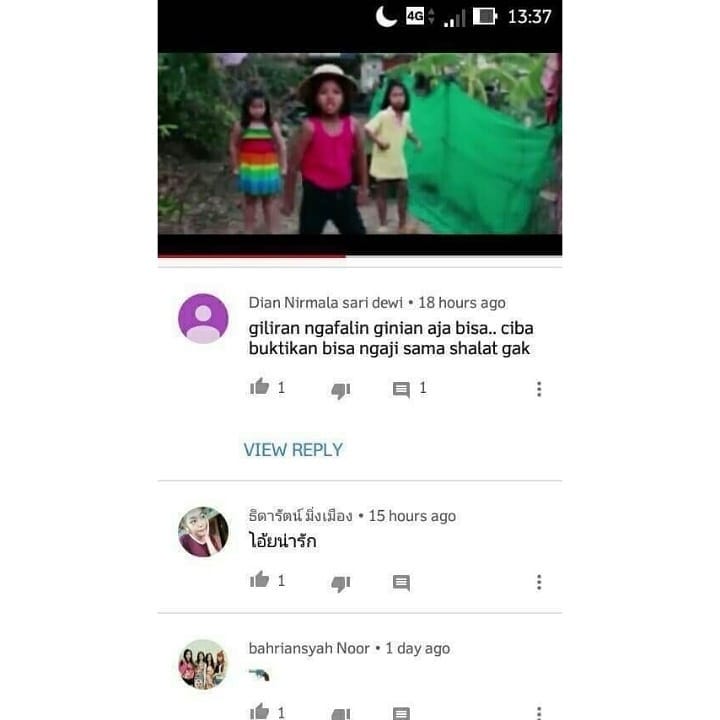 4G 13:37
Dian Nirmala sari dewi • 18 hours ago
giliran ngafalin ginian aja bisa.. ciba
buktikan bisa ngaji sama shalat gak
1 1
VIEW REPLY
ธิดารัตน์ มิ่งเมือง • 15 hours ago
โอ้ยน่ารัก
1
bahriansyah Noor • 1 day ago
🔫
1